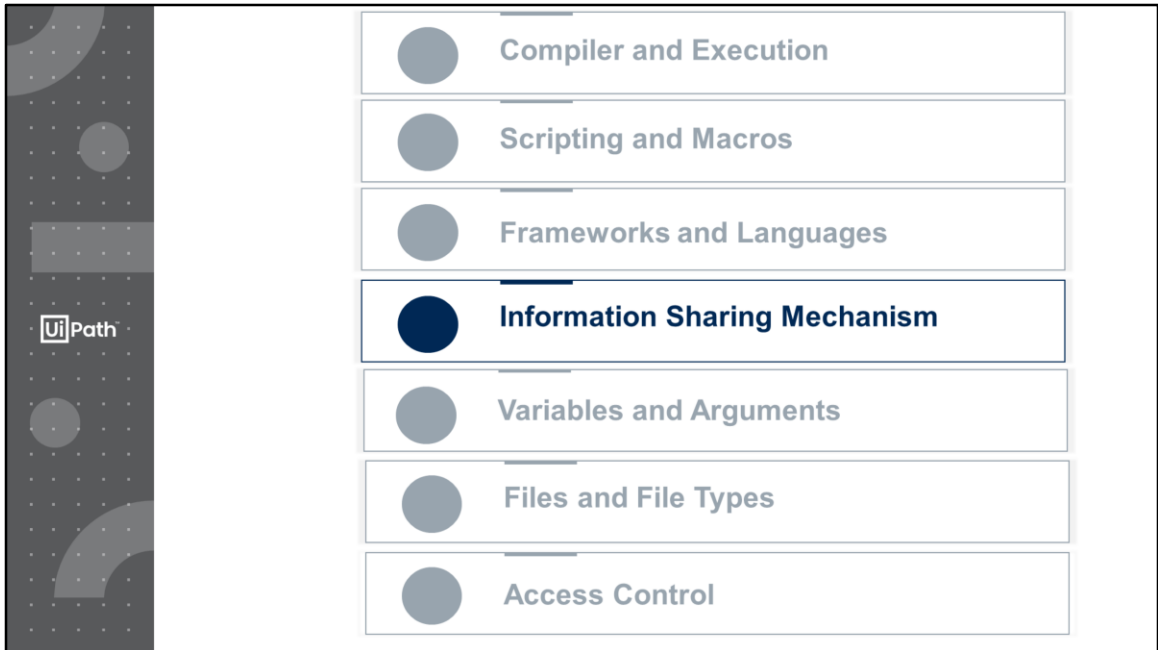 Compiler and Execution
Scripting and Macros
Frameworks and Languages
UiPath™
Information Sharing Mechanism
Variables and Arguments
Files and File Types
Access Control